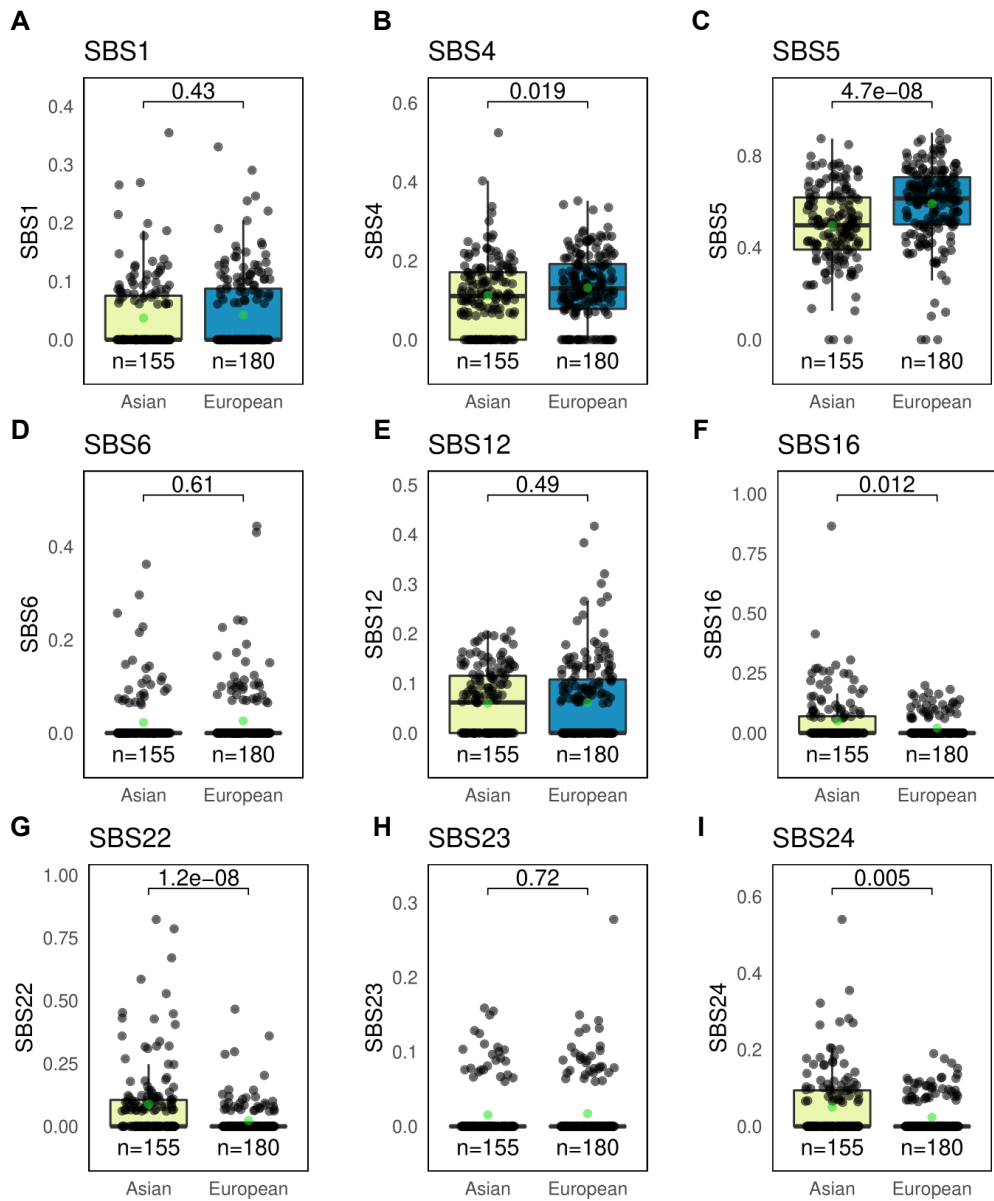 A
SBS1
0.43
0.4
0.3
0.2
0.1
0.0
SBS1
n=155
n=180
Asian
European
B
SBS4
0.019
0.6
0.4
0.2
0.0
SBS4
n=155
n=180
Asian
European
C
SBS5
4.7e−08
0.8
0.4
0.0
SBS5
n=155
n=180
Asian
European
D
SBS6
0.61
0.4
0.2
0.0
SBS6
n=155
n=180
Asian
European
E
SBS12
0.49
0.5
0.4
0.3
0.2
0.1
0.0
SBS12
n=155
n=180
Asian
European
F
SBS16
0.012
1.00
0.75
0.50
0.25
0.00
SBS16
n=155
n=180
Asian
European
G
SBS22
1.2e−08
1.00
0.75
0.50
0.25
0.00
SBS22
n=155
n=180
Asian
European
H
SBS23
0.72
0.3
0.2
0.1
0.0
SBS23
n=155
n=180
Asian
European
I
SBS24
0.005
0.6
0.4
0.2
0.0
SBS24
n=155
n=180
Asian
European